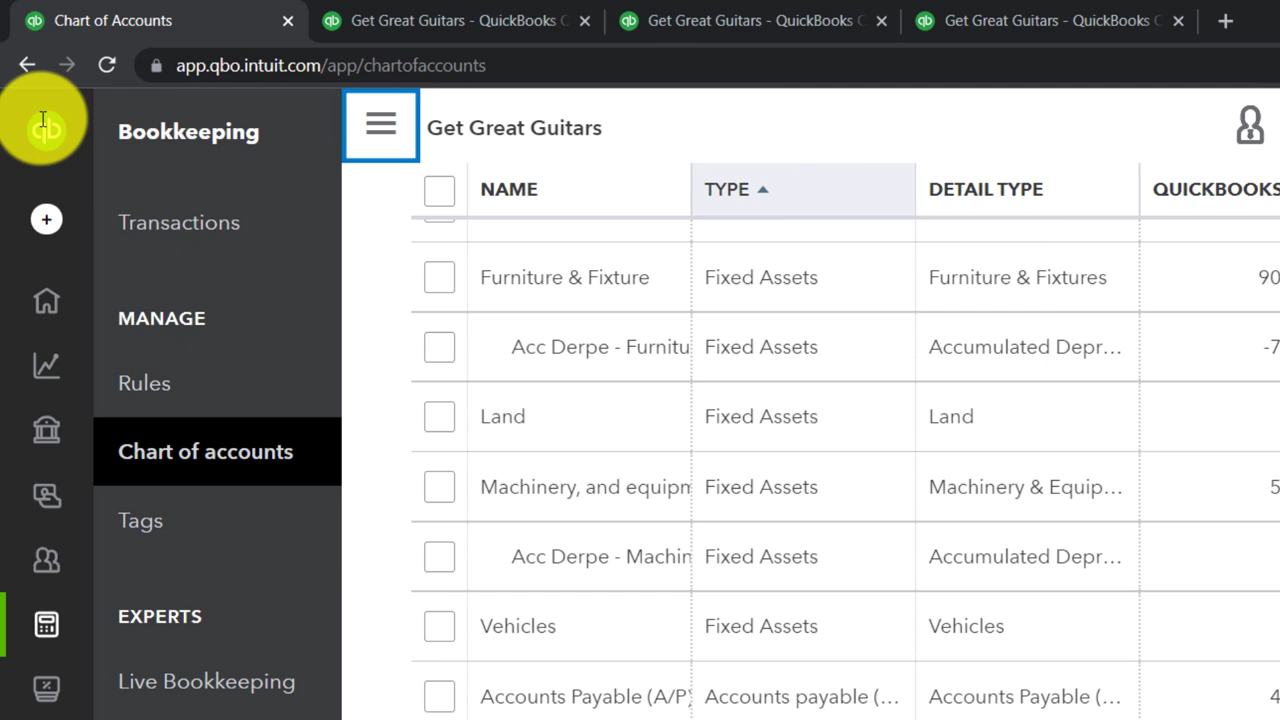 Chart of Accounts
Get Great Guitars - QuickBooks
Get Great Guitars - QuickBooks
Get Great Guitars - QuickBooks
app.qbo.intuit.com/app/chartofaccounts
qb
Bookkeeping
Get Great Guitars
NAME TYPE DETAIL TYPE QUICKBOOKS
Transactions
Furniture & Fixture Fixed Assets Furniture & Fixtures 90
MANAGE
Acc Derpe - Furnitu Fixed Assets Accumulated Depr... -7
Rules
Land Fixed Assets Land
Chart of accounts
Machinery, and equipm Fixed Assets Machinery & Equip... 5
Tags
Acc Derpe - Machin Fixed Assets Accumulated Depr...
EXPERTS
Vehicles Fixed Assets Vehicles
Live Bookkeeping
Accounts Payable (A/P) Accounts payable (... Accounts Payable (... 4